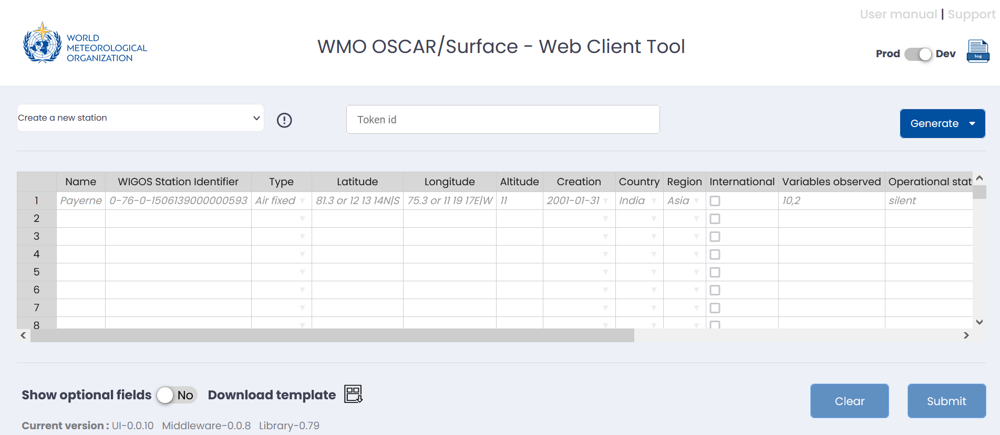 User manual | Support
WORLD
METEOROLOGICAL
ORGANIZATION
WMO OSCAR/Surface - Web Client Tool
Prod Dev
log
Create a new station
Token id
Generate
Name WIGOS Station Identifier Type Latitude Longitude Altitude Creation Country Region International Variables observed Operational stat
1 Payerne 0-76-0-1506139000000593 Air fixed 81.3 or 12 13 14N|S 75.3 or 11 19 17E|W 11 2001-01-31 India Asia 10,2 silent
2
3
4
5
6
7
8
Show optional fields No Download template
Clear
Submit
Current version : UI-0.0.10 Middleware-0.0.8 Library-0.79